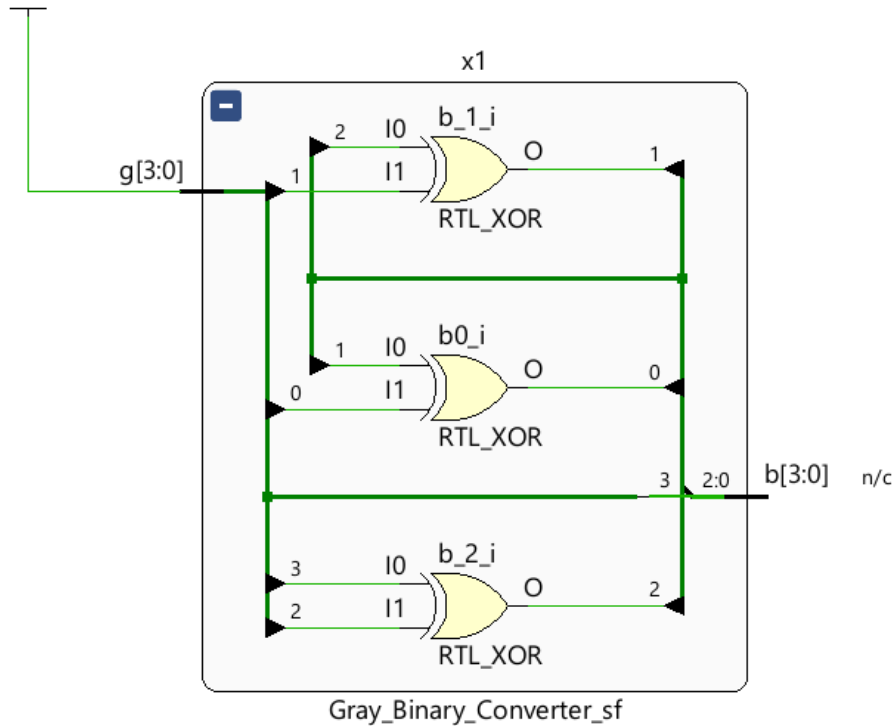 x1
b_1_i
2 I0
O
1
g[3:0]
1 I1
RTL_XOR
b0_i
1 I0
O
0
0 I1
RTL_XOR
3 2:0 b[3:0] n/c
b_2_i
3 I0
O
2
2 I1
RTL_XOR
Gray_Binary_Converter_sf